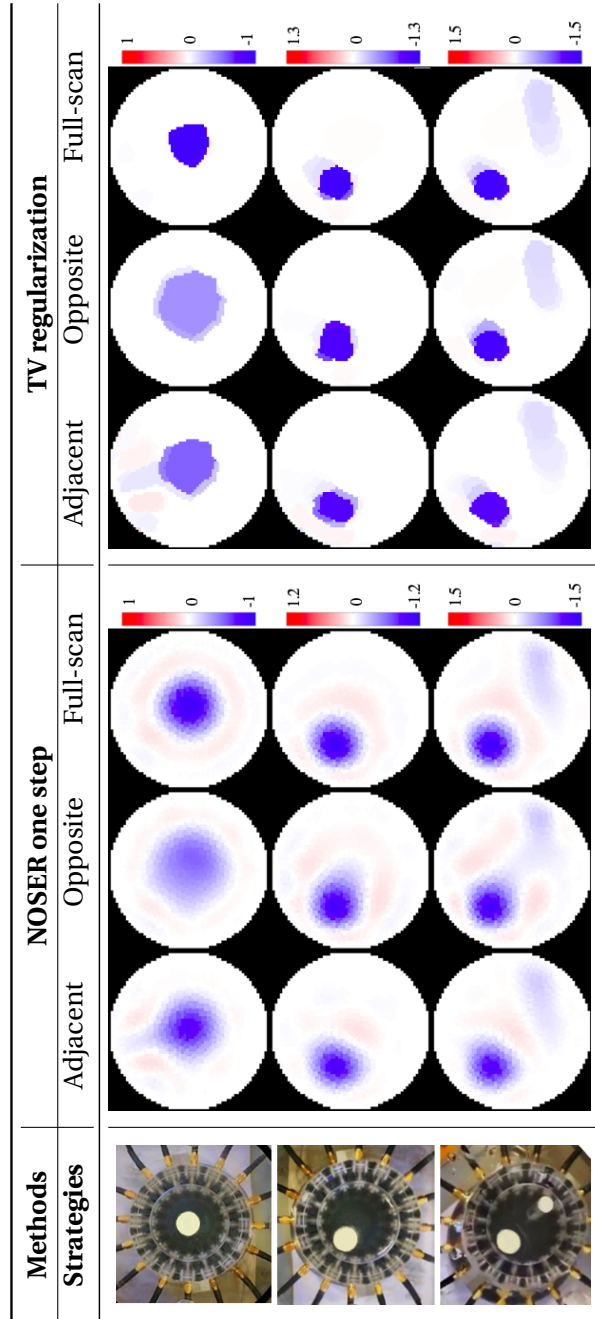 Methods NOSER one step TV regularization
Strategies Adjacent Opposite Full-scan Adjacent Opposite Full-scan
1 0 -1 1 0 -1
1.2 0 -1.2 1.3 0 -1.3
1.5 0 -1.5 1.5 0 -1.5